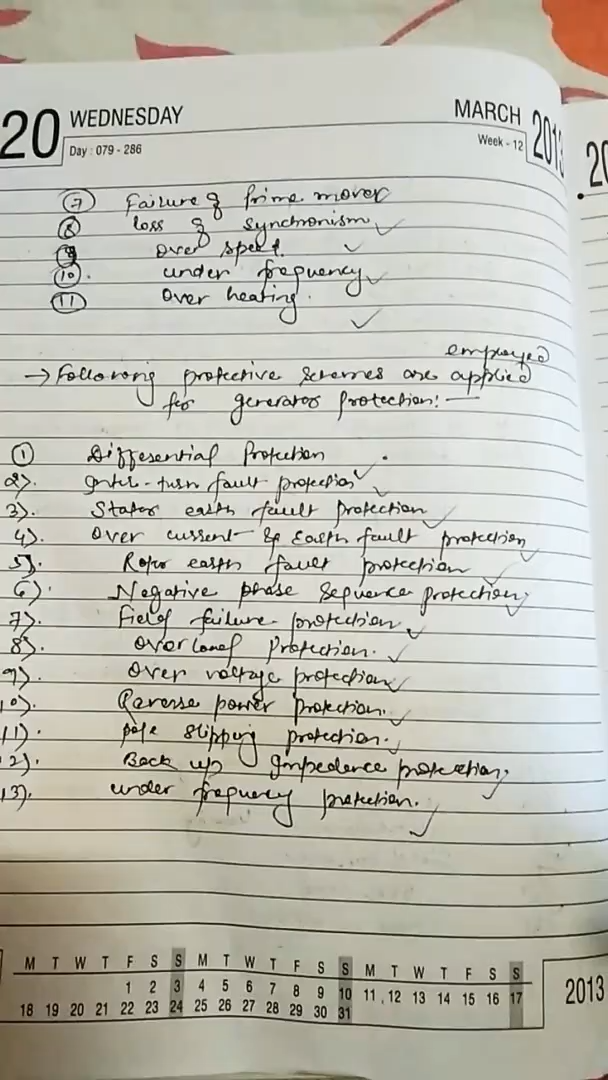 20 WEDNESDAY
Day : 079 - 286
MARCH
Week - 12
2013
20
7 Failure of Prime mover
8 loss of synchronism
9 Over speed
10. under frequency
11 Over heating.
employed
→ Following protective schemes are applied
for generator Protection:—
1 Differential Protection
2). Inter-turn fault protection
3). Stator earth fault protection
4). Over current & Earth fault protection
5). Rotor earth fault protection
6). Negative phase sequence protection
7). Field failure protection
8). Overload Protection.
9). Over voltage protection
10). Reverse power protection.
11). pole slipping protection.
12). Back up Impedence protection
13). under frequency protection.
M T W T F S S M T W T F S S M T W T F S S
1 2 3 4 5 6 7 8 9 10 11 12 13 14 15 16 17
18 19 20 21 22 23 24 25 26 27 28 29 30 31
2013